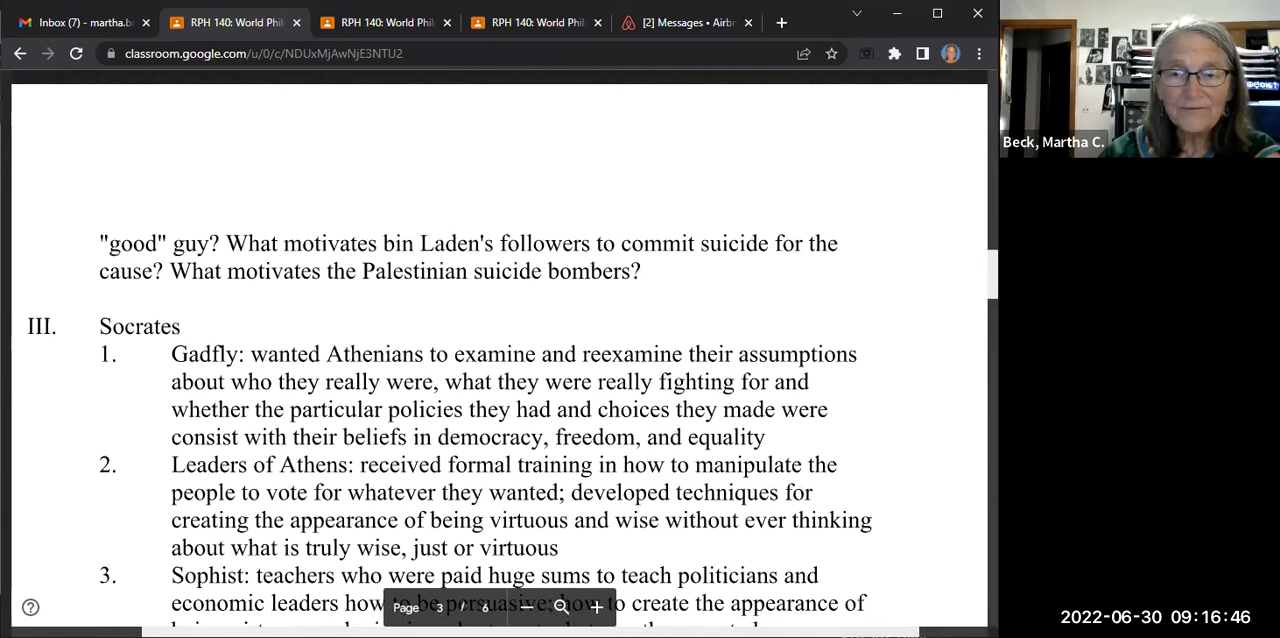 Inbox (7) - martha.b
RPH 140: World Phil
RPH 140: World Phil
RPH 140: World Phil
[2] Messages • Airb
classroom.google.com/u/0/c/NDUxMjAwNjE3NTU2
Beck, Martha C.
"good" guy? What motivates bin Laden's followers to commit suicide for the
cause? What motivates the Palestinian suicide bombers?
III. Socrates
1. Gadfly: wanted Athenians to examine and reexamine their assumptions
about who they really were, what they were really fighting for and
whether the particular policies they had and choices they made were
consist with their beliefs in democracy, freedom, and equality
2. Leaders of Athens: received formal training in how to manipulate the
people to vote for whatever they wanted; developed techniques for
creating the appearance of being virtuous and wise without ever thinking
about what is truly wise, just or virtuous
3. Sophist: teachers who were paid huge sums to teach politicians and
economic leaders how to be persuasive; how to create the appearance of
Page 3 / 6
2022-06-30 09:16:46